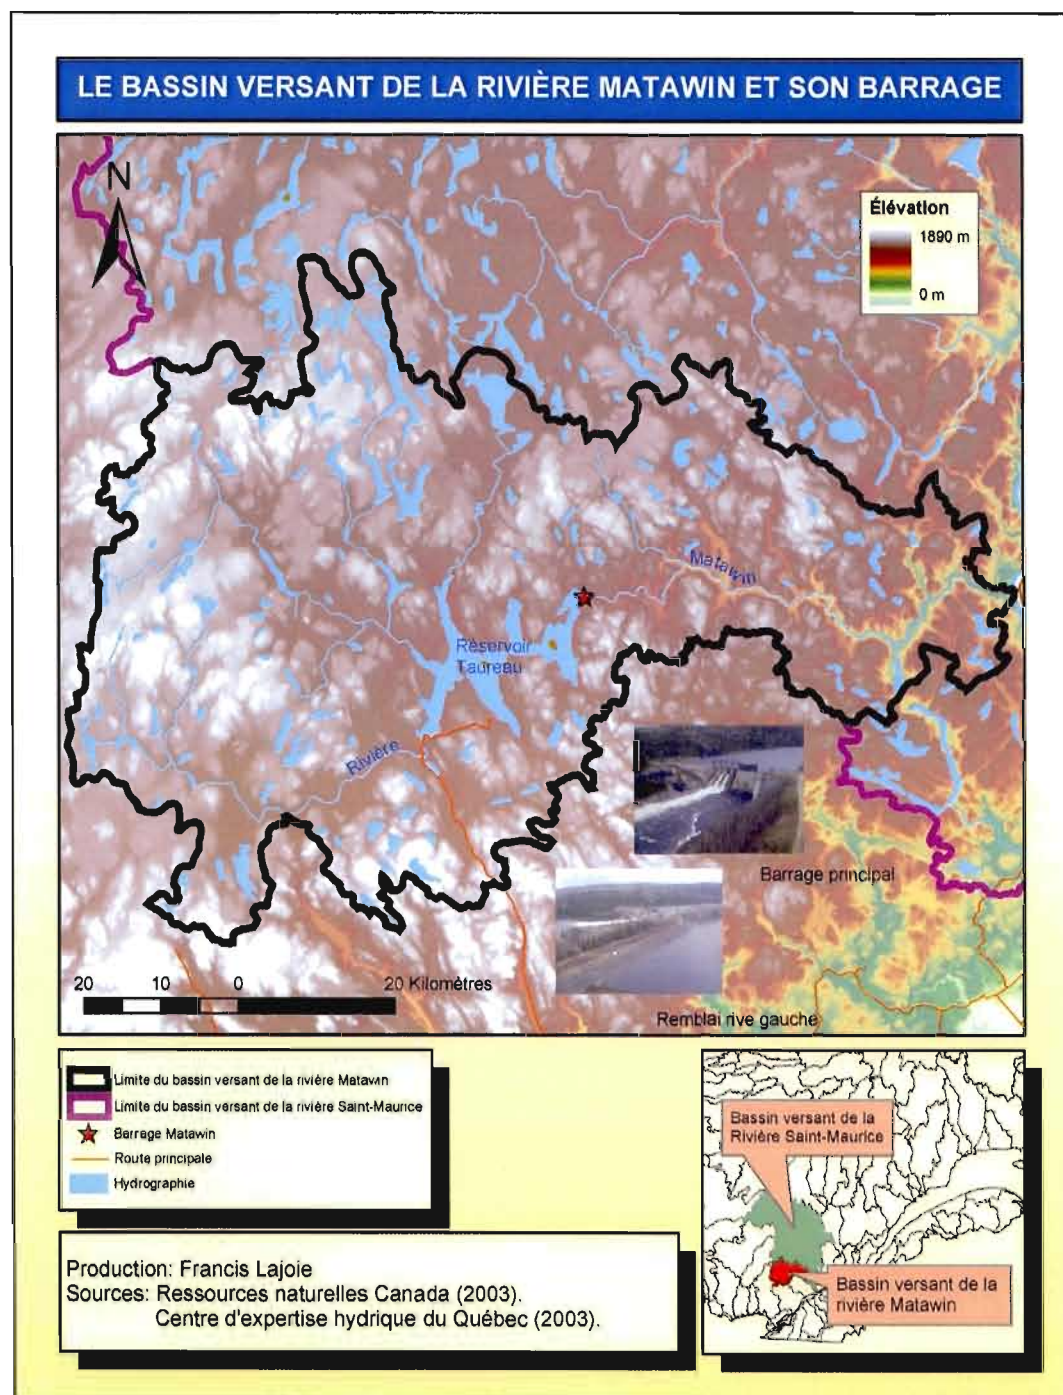 LE BASSIN VERSANT DE LA RIVIÈRE MATAWIN ET SON BARRAGE
N
Élévation
1890 m
0 m
Matawin
Réservoir
Taureau
Rivière
Barrage principal
20 10 0 20 Kilomètres
Remblai rive gauche
Limite du bassin versant de la rivière Matawin
Limite du bassin versant de la rivière Saint-Maurice
Barrage Matawin
Route principale
Hydrographie
Bassin versant de la
Rivière Saint-Maurice
Bassin versant de la
rivière Matawin
Production: Francis Lajoie
Sources: Ressources naturelles Canada (2003).
Centre d'expertise hydrique du Québec (2003).